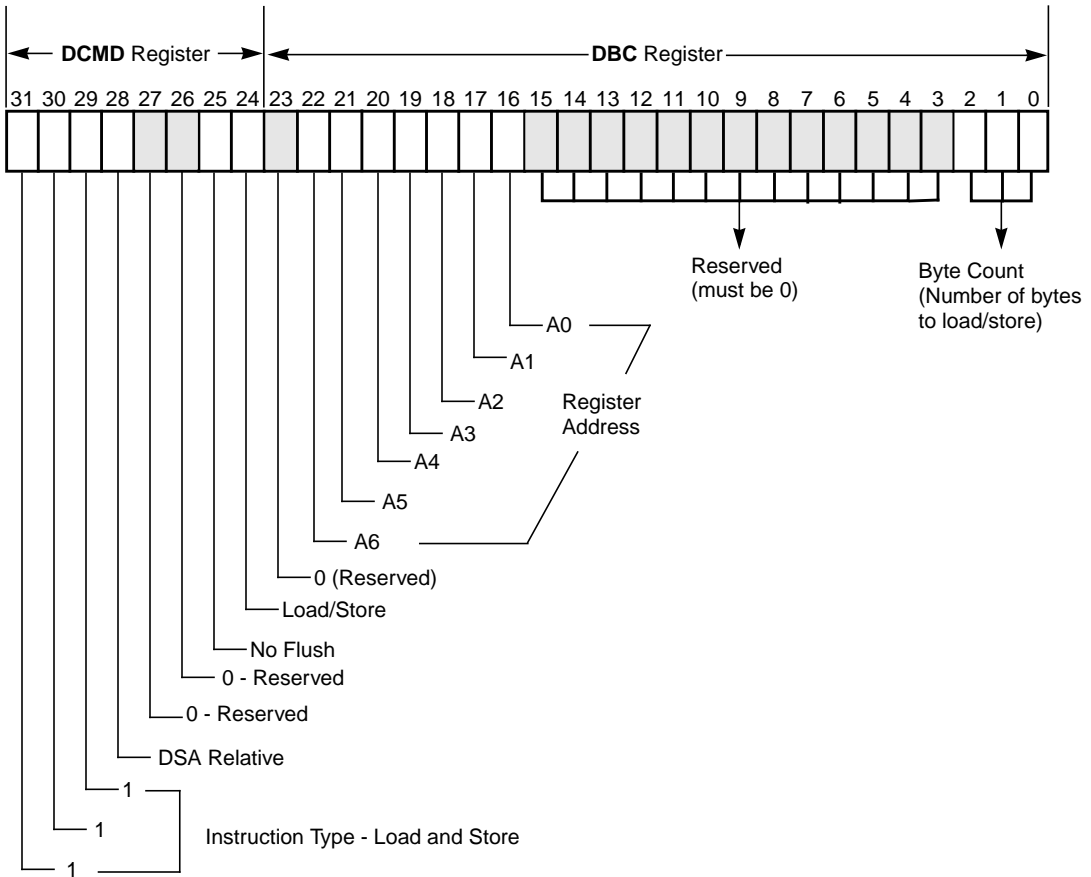 DCMD Register DBC Register
31 30 29 28 27 26 25 24 23 22 21 20 19 18 17 16 15 14 13 12 11 10 9 8 7 6 5 4 3 2 1 0
Reserved
(must be 0)
Byte Count
(Number of bytes
to load/store)
A0
A1
A2
A3
A4
A5
A6
Register
Address
0 (Reserved)
Load/Store
No Flush
0 - Reserved
0 - Reserved
DSA Relative
1
1
1
Instruction Type - Load and Store